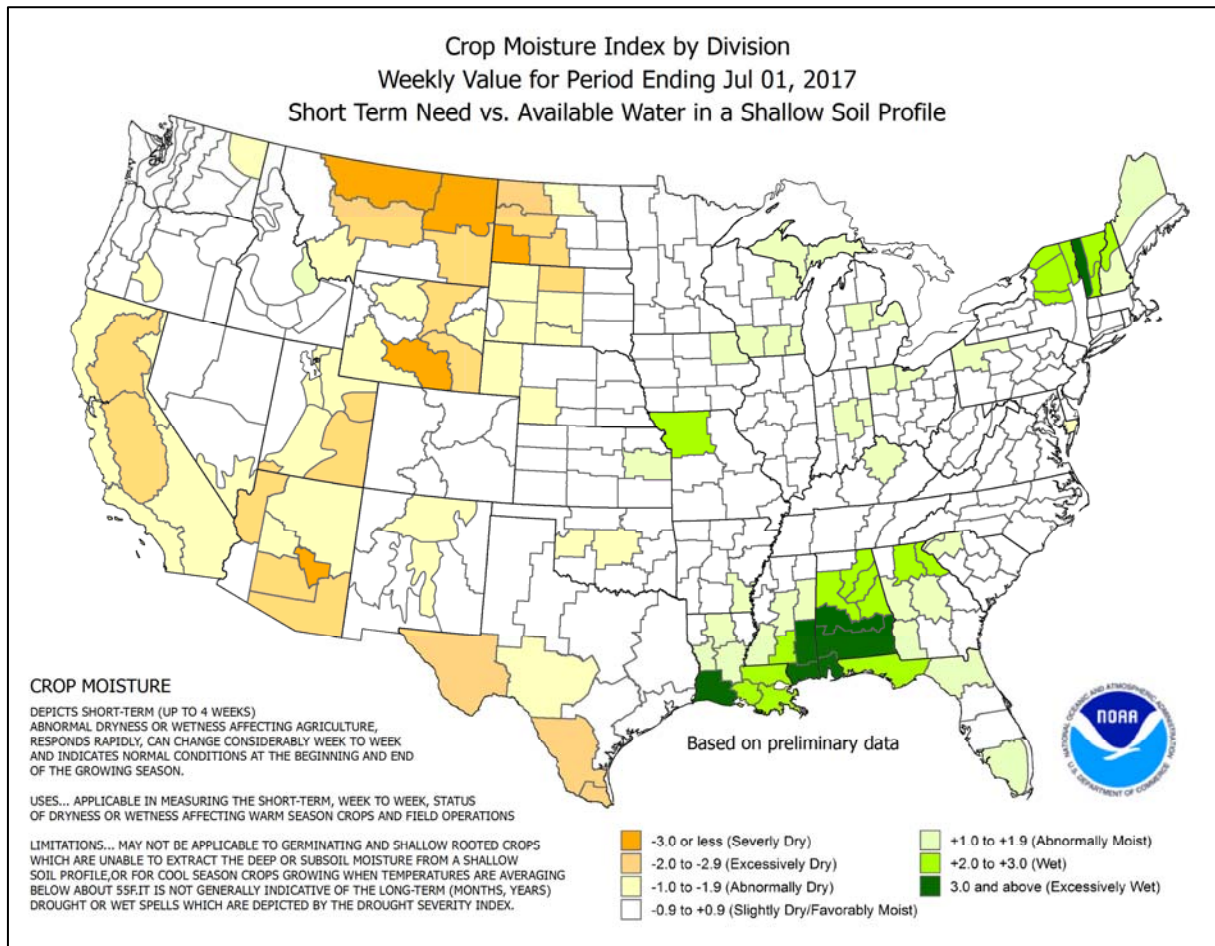 Crop Moisture Index by Division
Weekly Value for Period Ending Jul 01, 2017
Short Term Need vs. Available Water in a Shallow Soil Profile
CROP MOISTURE
DEPICTS SHORT-TERM (UP TO 4 WEEKS)
ABNORMAL DRYNESS OR WETNESS AFFECTING AGRICULTURE,
RESPONDS RAPIDLY, CAN CHANGE CONSIDERABLY WEEK TO WEEK
AND INDICATES NORMAL CONDITIONS AT THE BEGINNING AND END
OF THE GROWING SEASON.
USES... APPLICABLE IN MEASURING THE SHORT-TERM, WEEK TO WEEK, STATUS
OF DRYNESS OR WETNESS AFFECTING WARM SEASON CROPS AND FIELD OPERATIONS
LIMITATIONS... MAY NOT BE APPLICABLE TO GERMINATING AND SHALLOW ROOTED CROPS
WHICH ARE UNABLE TO EXTRACT THE DEEP OR SUBSOIL MOISTURE FROM A SHALLOW
SOIL PROFILE,OR FOR COOL SEASON CROPS GROWING WHEN TEMPERATURES ARE AVERAGING
BELOW ABOUT 55F.IT IS NOT GENERALLY INDICATIVE OF THE LONG-TERM (MONTHS, YEARS)
DROUGHT OR WET SPELLS WHICH ARE DEPICTED BY THE DROUGHT SEVERITY INDEX.
Based on preliminary data
NATIONAL OCEANIC AND ATMOSPHERIC ADMINISTRATION
NOAA
U.S. DEPARTMENT OF COMMERCE
-3.0 or less (Severly Dry)
-2.0 to -2.9 (Excessively Dry)
-1.0 to -1.9 (Abnormally Dry)
-0.9 to +0.9 (Slightly Dry/Favorably Moist)
+1.0 to +1.9 (Abnormally Moist)
+2.0 to +3.0 (Wet)
3.0 and above (Excessively Wet)